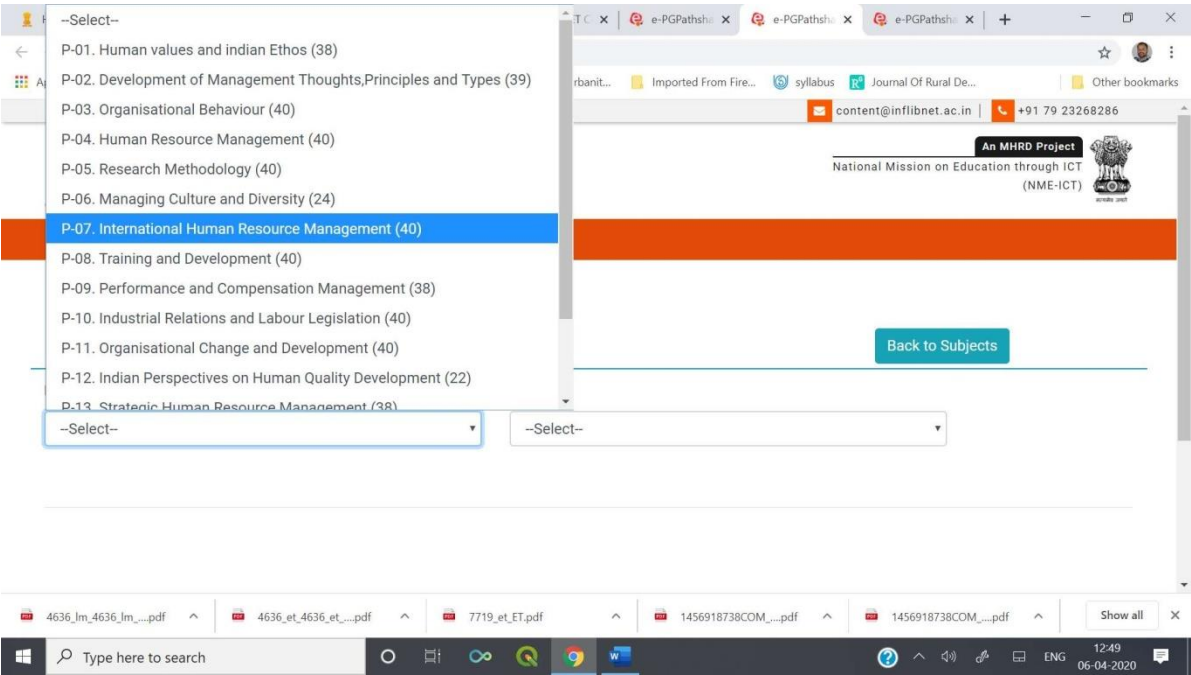 --Select--
P-01. Human values and indian Ethos (38)
P-02. Development of Management Thoughts,Principles and Types (39)
P-03. Organisational Behaviour (40)
P-04. Human Resource Management (40)
P-05. Research Methodology (40)
P-06. Managing Culture and Diversity (24)
P-07. International Human Resource Management (40)
P-08. Training and Development (40)
P-09. Performance and Compensation Management (38)
P-10. Industrial Relations and Labour Legislation (40)
P-11. Organisational Change and Development (40)
P-12. Indian Perspectives on Human Quality Development (22)
P-13. Strategic Human Resource Management (38)
e-PGPathsha e-PGPathsha e-PGPathsha
rbanit... Imported From Fire... syllabus Journal Of Rural De... Other bookmarks
content@inflibnet.ac.in | +91 79 23268286
An MHRD Project
National Mission on Education through ICT
(NME-ICT)
सत्यमेव जयते
Back to Subjects
--Select-- --Select--
4636_lm_4636_lm_....pdf 4636_et_4636_et_....pdf 7719_et_ET.pdf 1456918738COM_....pdf 1456918738COM_....pdf Show all
Type here to search ENG 12:49
06-04-2020